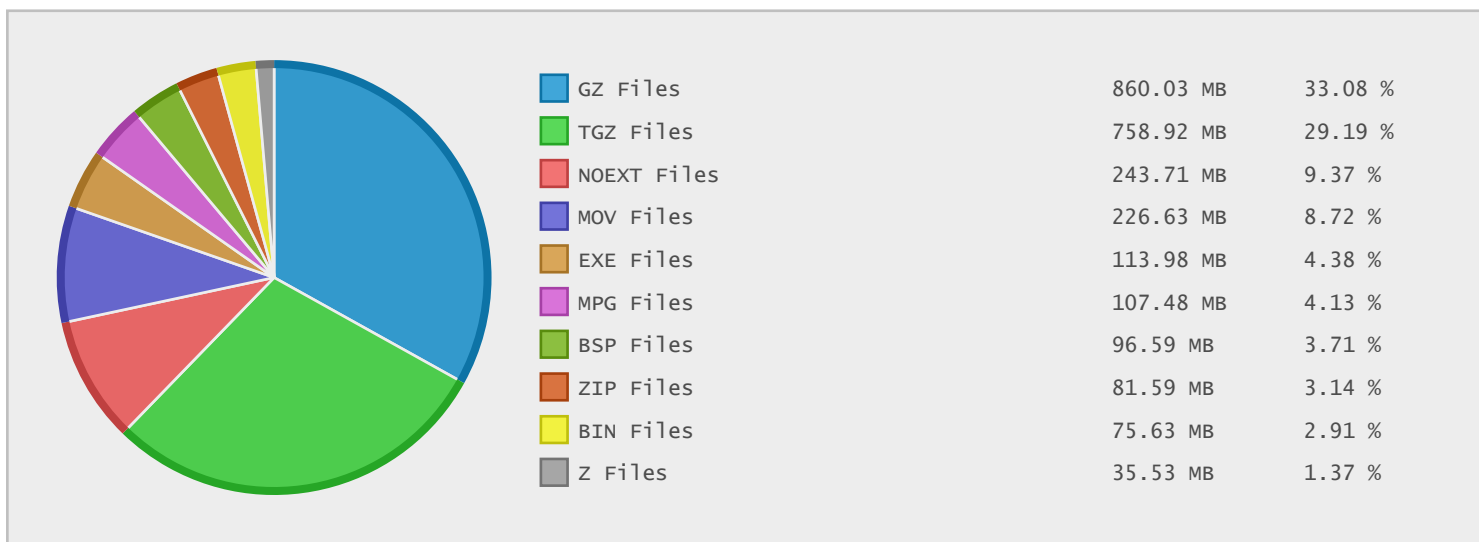 GZ Files 860.03 MB 33.08 %
TGZ Files 758.92 MB 29.19 %
NOEXT Files 243.71 MB 9.37 %
MOV Files 226.63 MB 8.72 %
EXE Files 113.98 MB 4.38 %
MPG Files 107.48 MB 4.13 %
BSP Files 96.59 MB 3.71 %
ZIP Files 81.59 MB 3.14 %
BIN Files 75.63 MB 2.91 %
Z Files 35.53 MB 1.37 %